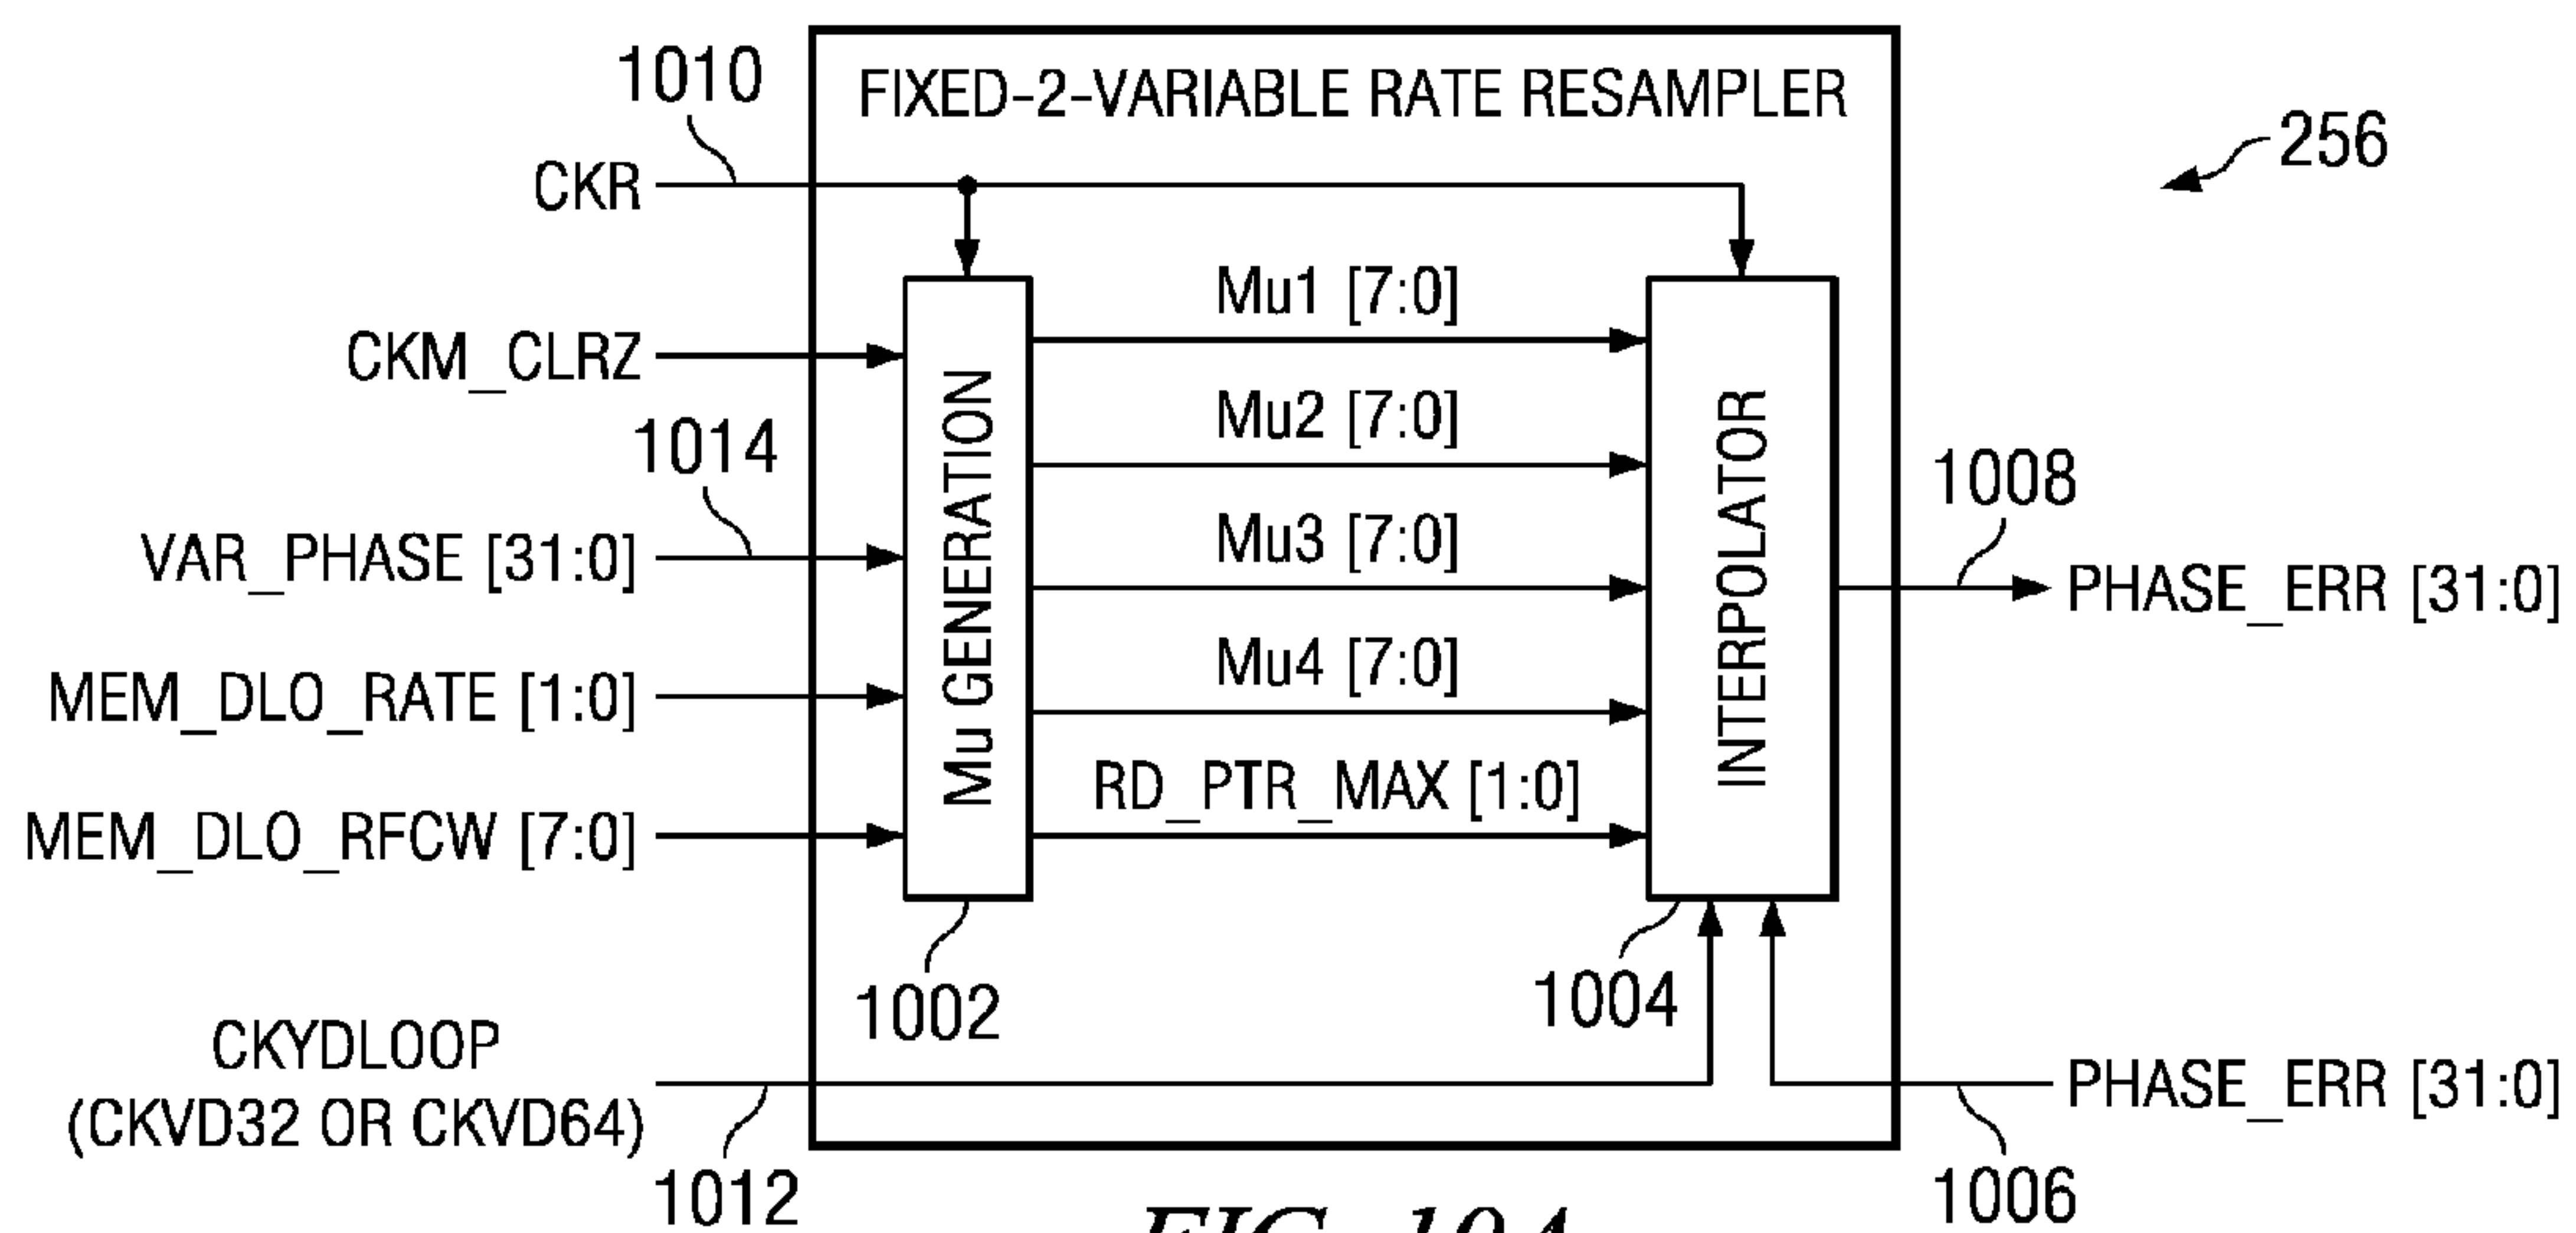 FIXED-2-VARIABLE RATE RESAMPLER
1010
256
CKR
Mu1 [7:0]
CKM_CLRZ
Mu2 [7:0]
1014
1008
VAR_PHASE [31:0]
Mu GENERATION
Mu3 [7:0]
INTERPOLATOR
PHASE_ERR [31:0]
MEM_DLO_RATE [1:0]
Mu4 [7:0]
MEM_DLO_RFCW [7:0]
RD_PTR_MAX [1:0]
1002
1004
CKYDLOOP
(CKVD32 OR CKVD64)
PHASE_ERR [31:0]
1012
1006
FIG. 10A